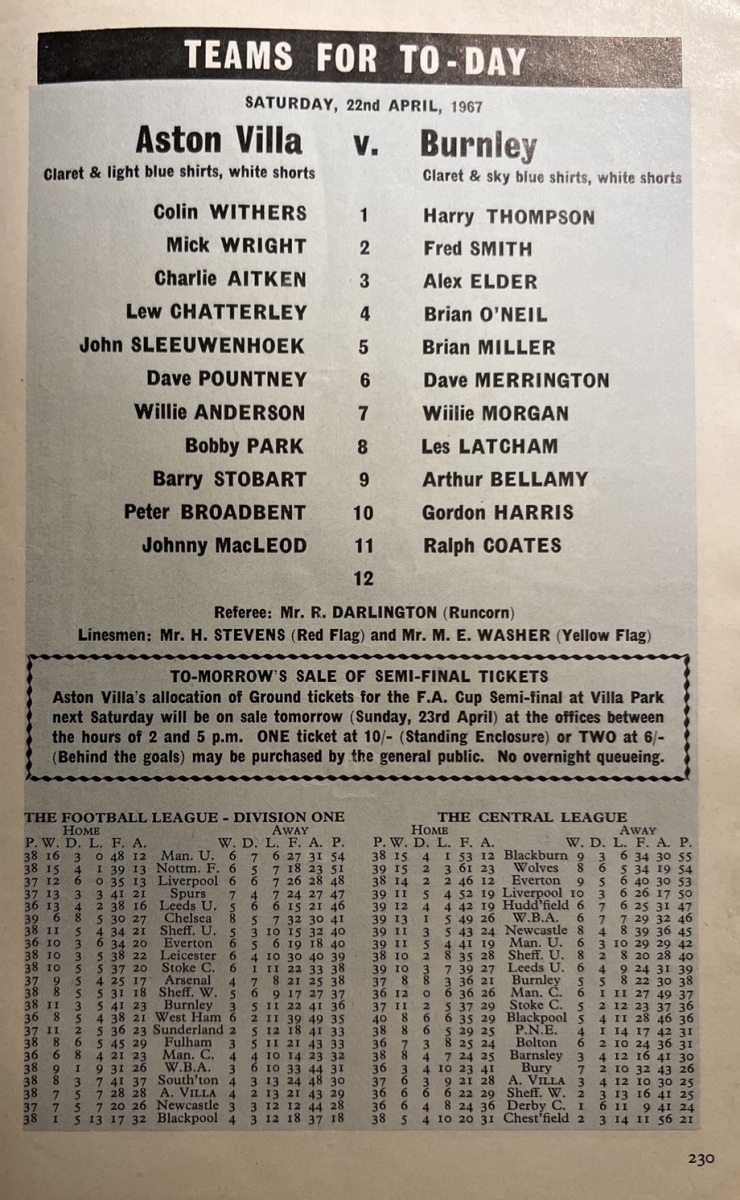 TEAMS FOR TO-DAY
SATURDAY, 22nd APRIL, 1967
Aston Villa v. Burnley
Claret & light blue shirts, white shorts Claret & sky blue shirts, white shorts
Colin WITHERS 1 Harry THOMPSON
Mick WRIGHT 2 Fred SMITH
Charlie AITKEN 3 Alex ELDER
Lew CHATTERLEY 4 Brian O'NEIL
John SLEEUWENHOEK 5 Brian MILLER
Dave POUNTNEY 6 Dave MERRINGTON
Willie ANDERSON 7 Wiilie MORGAN
Bobby PARK 8 Les LATCHAM
Barry STOBART 9 Arthur BELLAMY
Peter BROADBENT 10 Gordon HARRIS
Johnny MacLEOD 11 Ralph COATES
12
Referee: Mr. R. DARLINGTON (Runcorn)
Linesmen: Mr. H. STEVENS (Red Flag) and Mr. M. E. WASHER (Yellow Flag)
TO-MORROW'S SALE OF SEMI-FINAL TICKETS
Aston Villa's allocation of Ground tickets for the F.A. Cup Semi-final at Villa Park
next Saturday will be on sale tomorrow (Sunday, 23rd April) at the offices between
the hours of 2 and 5 p.m. ONE ticket at 10/- (Standing Enclosure) or TWO at 6/-
(Behind the goals) may be purchased by the general public. No overnight queueing.
THE FOOTBALL LEAGUE - DIVISION ONE
HOME AWAY
P. W. D. L. F. A. W. D. L. F. A. P.
38 16 3 0 48 12 Man. U. 6 7 6 27 31 54
38 15 4 1 39 13 Nottm. F. 6 5 7 18 23 51
37 12 6 0 35 13 Liverpool 6 6 7 26 28 48
37 13 3 3 41 21 Spurs 7 4 7 24 27 47
36 13 4 2 38 16 Leeds U. 5 6 6 15 21 46
39 6 8 5 30 27 Chelsea 8 5 7 32 30 41
38 11 5 4 34 21 Sheff. U. 5 3 10 15 32 40
36 10 3 6 34 20 Everton 6 5 6 19 18 40
38 10 3 5 38 22 Leicester 4 4 10 30 40 39
38 10 5 5 37 20 Stoke C. 6 1 11 22 33 38
37 9 5 4 25 17 Arsenal 4 7 8 21 25 38
38 8 5 5 31 18 Sheff. W. 5 6 9 17 27 37
38 11 3 5 41 23 Burnley 3 5 11 22 41 36
36 8 5 4 38 21 West Ham 6 2 11 39 49 35
37 11 2 5 36 23 Sunderland 2 5 12 18 41 33
38 8 6 5 45 29 Fulham 3 5 11 21 43 33
36 6 8 4 21 23 Man. C. 4 4 10 14 23 32
38 9 1 9 31 26 W.B.A. 3 6 10 33 44 31
38 8 3 7 41 37 South'ton 4 3 13 24 48 30
38 7 5 7 28 28 A. VILLA 4 2 13 21 43 29
37 7 5 7 20 26 Newcastle 3 3 12 12 44 28
38 1 5 13 17 32 Blackpool 4 3 12 18 37 18
THE CENTRAL LEAGUE
HOME AWAY
P. W. D. L. F. A. W. D. L. F. A. P.
38 15 4 1 53 12 Blackburn 9 3 6 34 30 55
39 15 2 3 61 23 Wolves 8 6 5 34 19 54
38 14 2 2 46 12 Everton 9 5 6 40 30 53
39 11 5 4 52 19 Liverpool 10 3 6 26 17 50
39 12 4 4 42 19 Hudd'field 6 7 6 25 31 47
39 13 1 5 49 26 W.B.A. 6 7 7 29 32 46
39 11 3 5 43 24 Newcastle 8 4 8 39 36 45
39 11 5 4 41 19 Man. U. 6 3 10 29 29 42
38 10 2 8 35 28 Sheff. U. 8 2 8 20 28 40
39 10 3 7 39 27 Leeds U. 6 4 9 24 31 39
37 8 8 3 36 21 Burnley 5 5 8 22 30 38
36 12 0 6 36 26 Man. C. 6 1 11 27 49 37
37 11 2 5 37 29 Stoke C. 5 2 12 23 37 36
40 8 6 6 35 29 Blackpool 5 4 11 28 46 36
38 8 6 5 29 25 P.N.E. 4 1 14 17 42 31
36 7 3 8 25 24 Bolton 6 2 10 24 36 31
38 8 4 7 24 25 Barnsley 3 4 12 16 41 30
36 3 4 10 23 41 Bury 7 2 10 32 43 26
37 6 3 9 21 28 A. VILLA 3 4 12 10 30 25
36 6 6 6 22 29 Sheff. W. 2 3 13 16 41 25
36 6 4 8 24 36 Derby C. 1 6 11 9 41 24
38 5 4 10 20 31 Chest'field 2 3 14 11 56 21
230